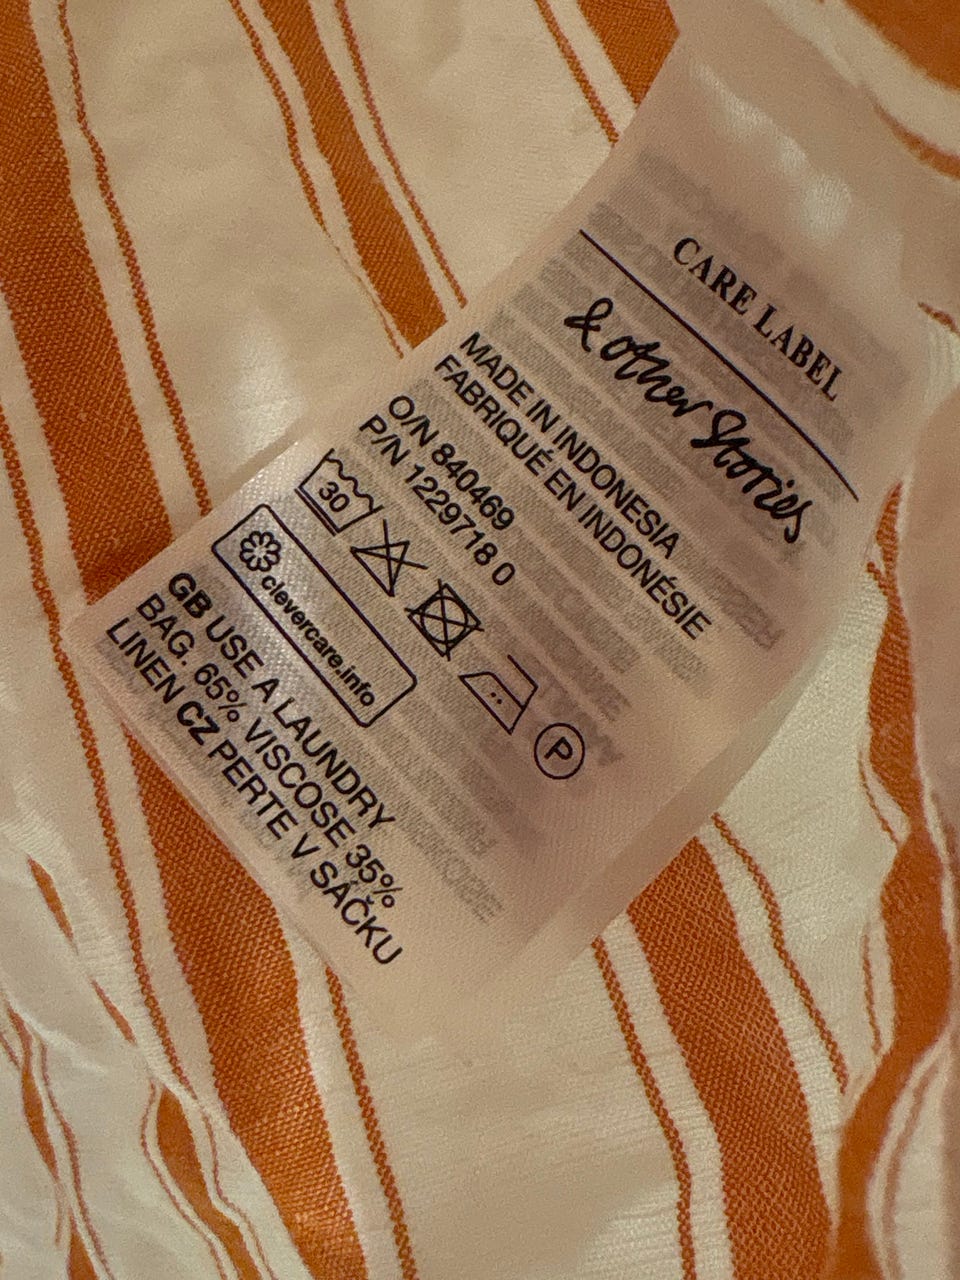 CARE LABEL
& other Stories
MADE IN INDONESIA
FABRIQUÉ EN INDONÉSIE
O/N 840469
P/N 1229718 0
30
P
clevercare.info
GB USE A LAUNDRY
BAG. 65% VISCOSE 35%
LINEN CZ PERTE V SÁČKU